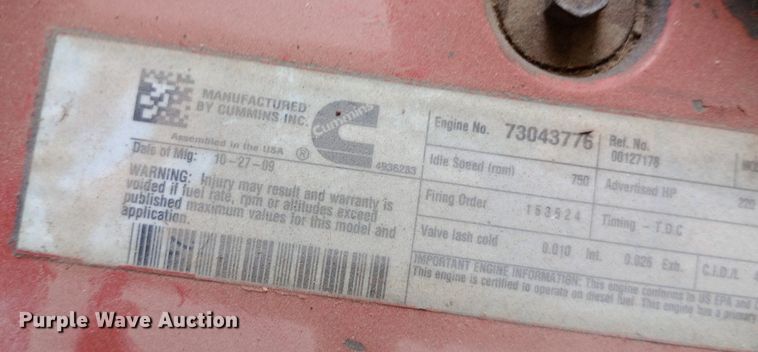 MANUFACTURED
BY CUMMINS INC.
Cummins
Assembled in the USA
®
4936283
Date of Mfg: 10-27-09
WARNING: Injury may result and warranty is
voided if fuel rate, rpm or altitudes exceed
published maximum values for this model and
application.
Engine No. 73043776
Ref. No.
06127178
Idle Speed (rpm) 750
Advertised HP 220
Firing Order 153624
Timing - T.D.C
Valve lash cold 0.010 Int. 0.026 Exh.
C.I.D./L
IMPORTANT ENGINE INFORMATION: This engine conforms to US EPA and
This engine is certified to operate on diesel fuel. This engine has a primary
Purple Wave Auction